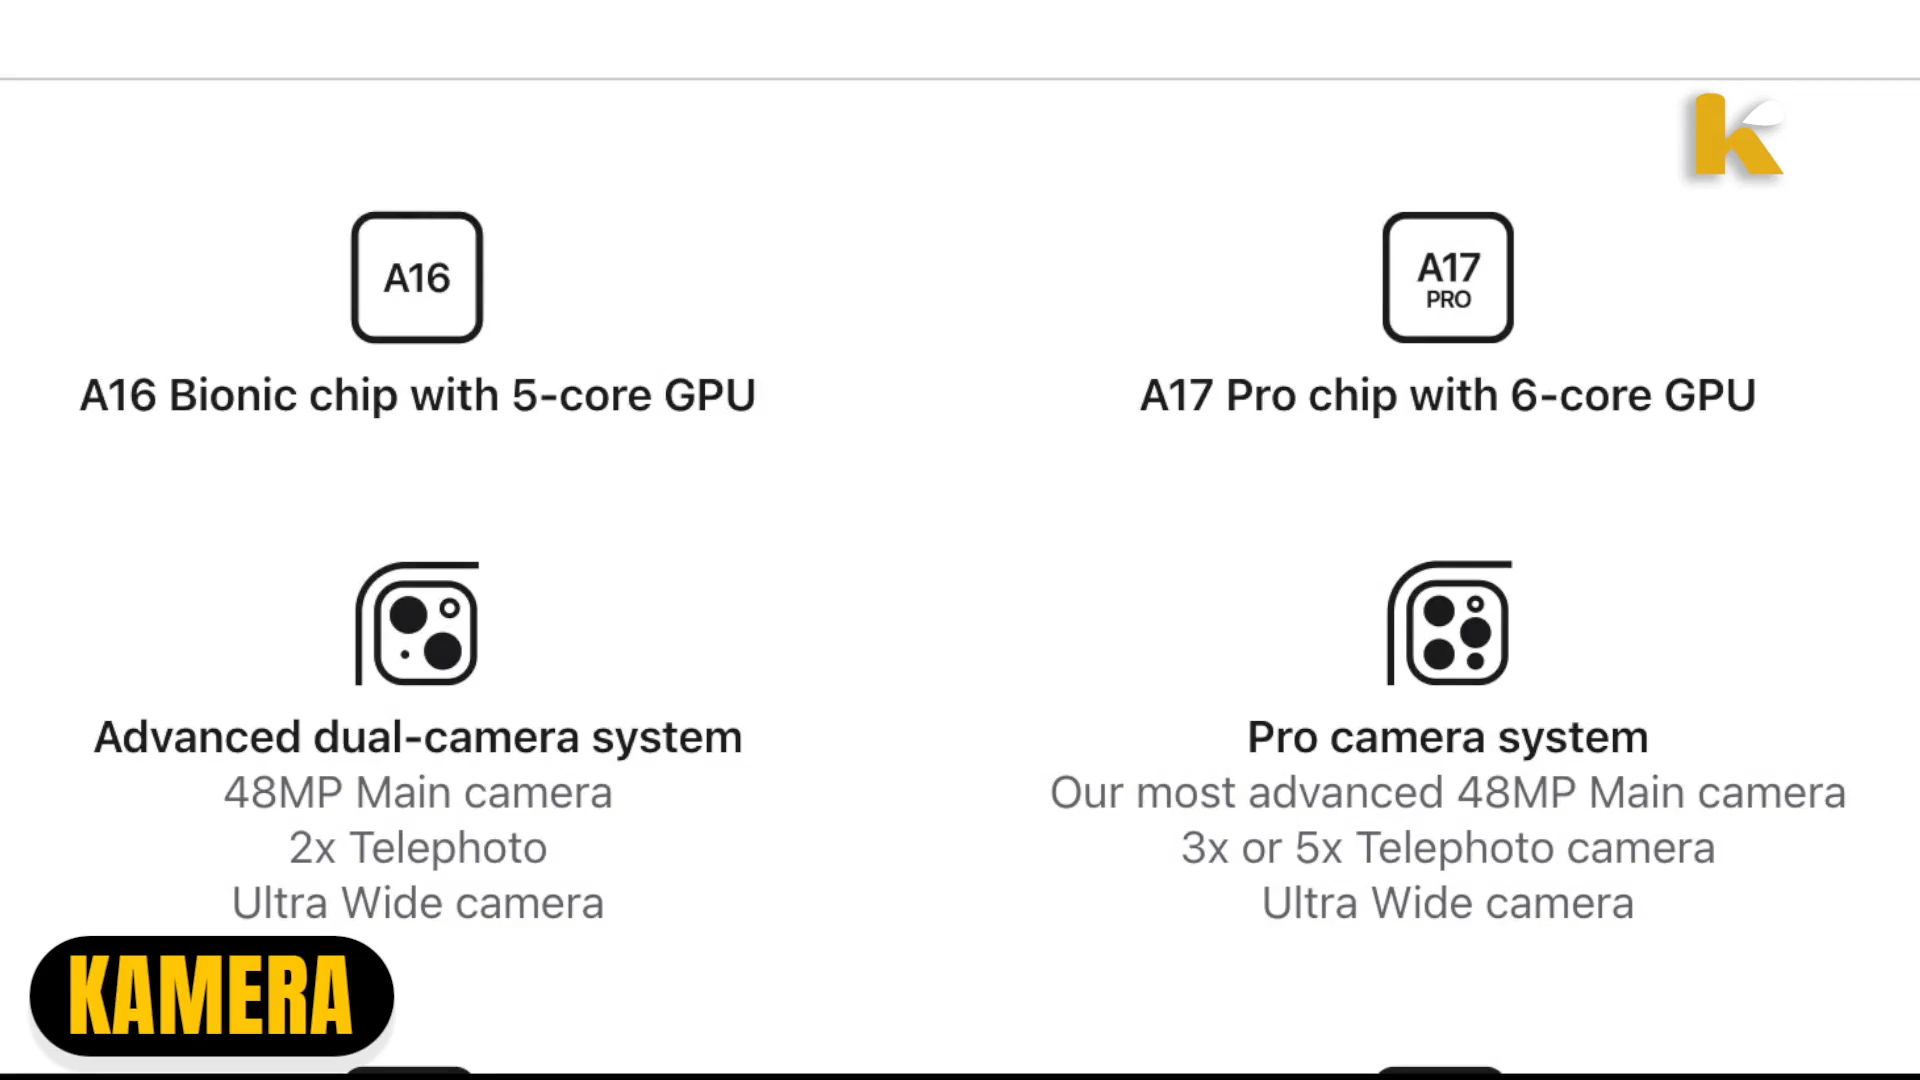 k
A16
A16 Bionic chip with 5-core GPU
A17
PRO
A17 Pro chip with 6-core GPU
Advanced dual-camera system
48MP Main camera
2x Telephoto
Ultra Wide camera
Pro camera system
Our most advanced 48MP Main camera
3x or 5x Telephoto camera
Ultra Wide camera
KAMERA